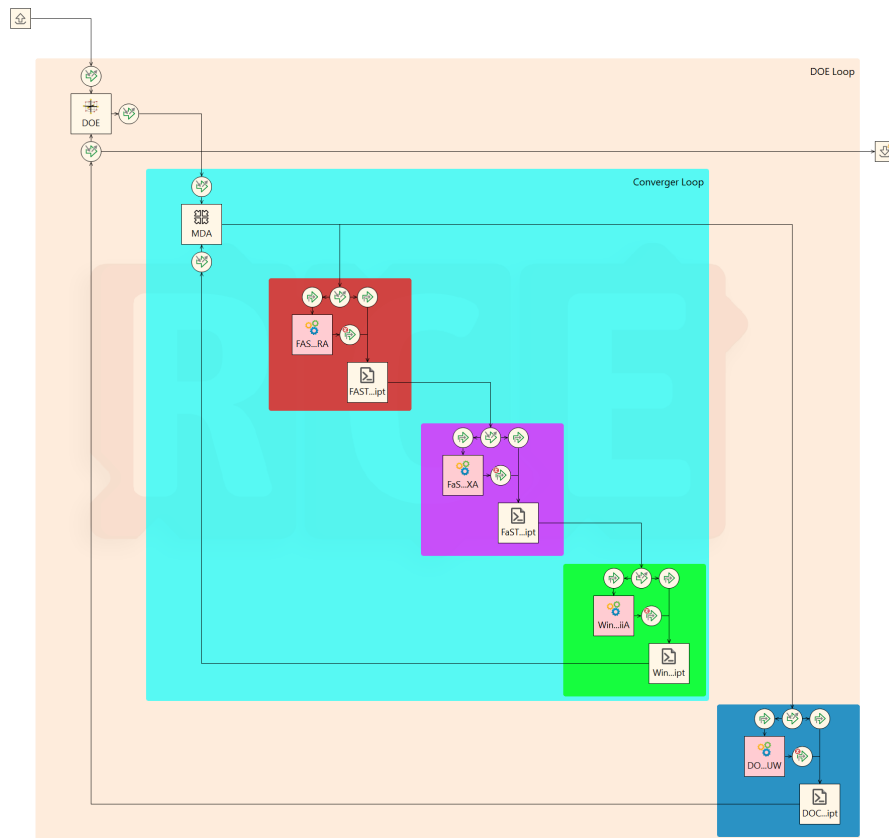 DOE Loop
DOE
Converger Loop
MDA
RCE
FAS...RA
FAST...ipt
FaS...XA
FaST...ipt
Win...iiA
Win...ipt
DO...UW
DOC...ipt